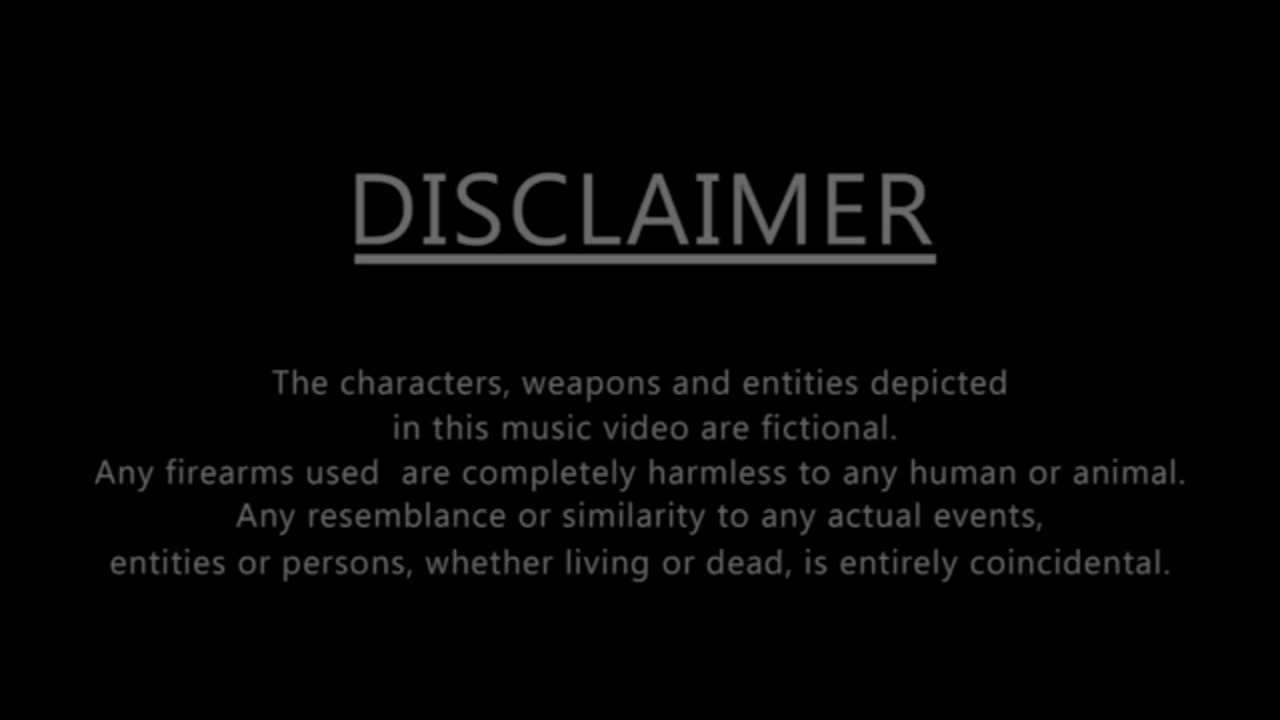 DISCLAIMER
The characters, weapons and entities depicted
in this music video are fictional.
Any firearms used  are completely harmless to any human or animal.
Any resemblance or similarity to any actual events,
entities or persons, whether living or dead, is entirely coincidental.